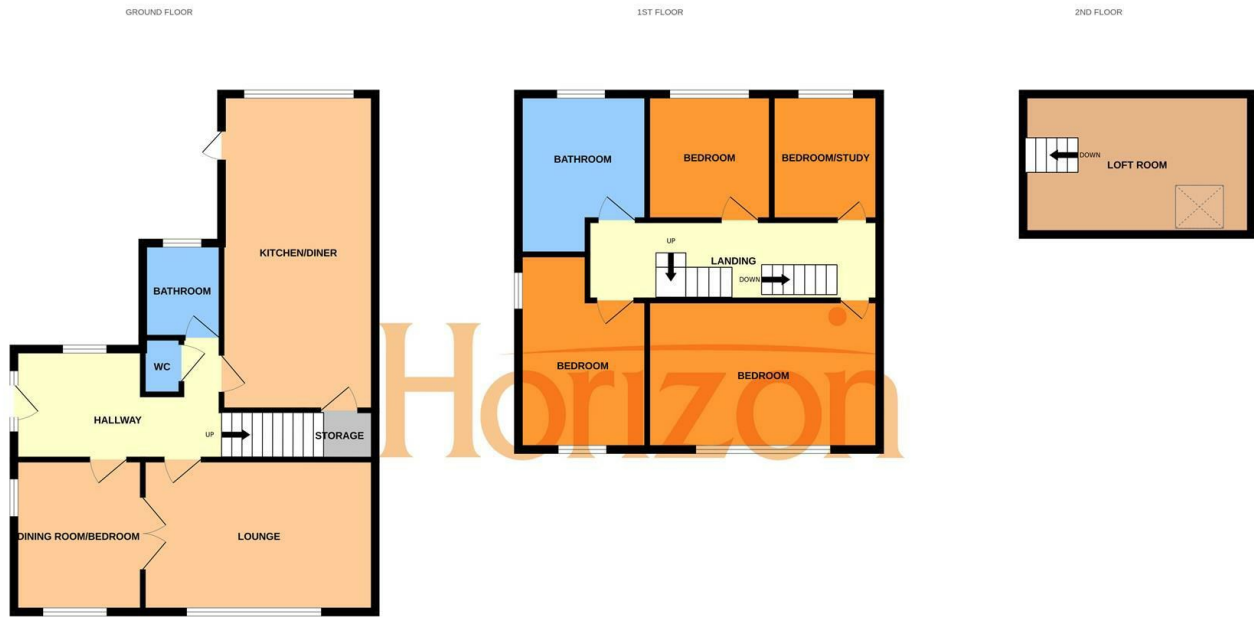 GROUND FLOOR
1ST FLOOR
2ND FLOOR
KITCHEN/DINER
BATHROOM
WC
HALLWAY
UP
STORAGE
DINING ROOM/BEDROOM
LOUNGE
BATHROOM
BEDROOM
BEDROOM/STUDY
UP
LANDING
DOWN
BEDROOM
BEDROOM
DOWN
LOFT ROOM
Horizon